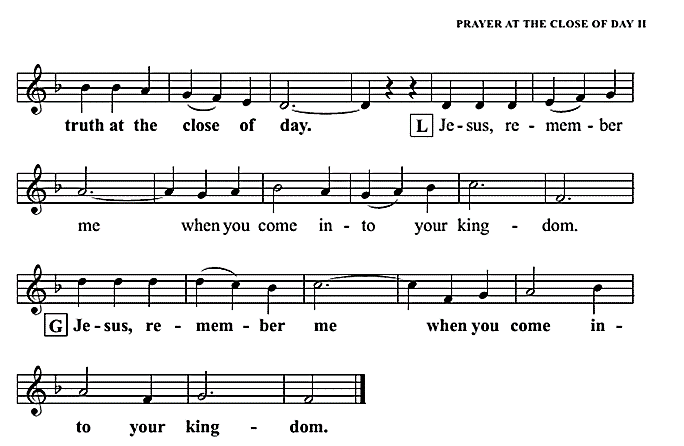 PRAYER AT THE CLOSE OF DAY II
truth at the close of day. L Je - sus, re - mem - ber
me when you come in - to your king - dom.
G Je - sus, re - mem - ber me when you come in -
to your king - dom.